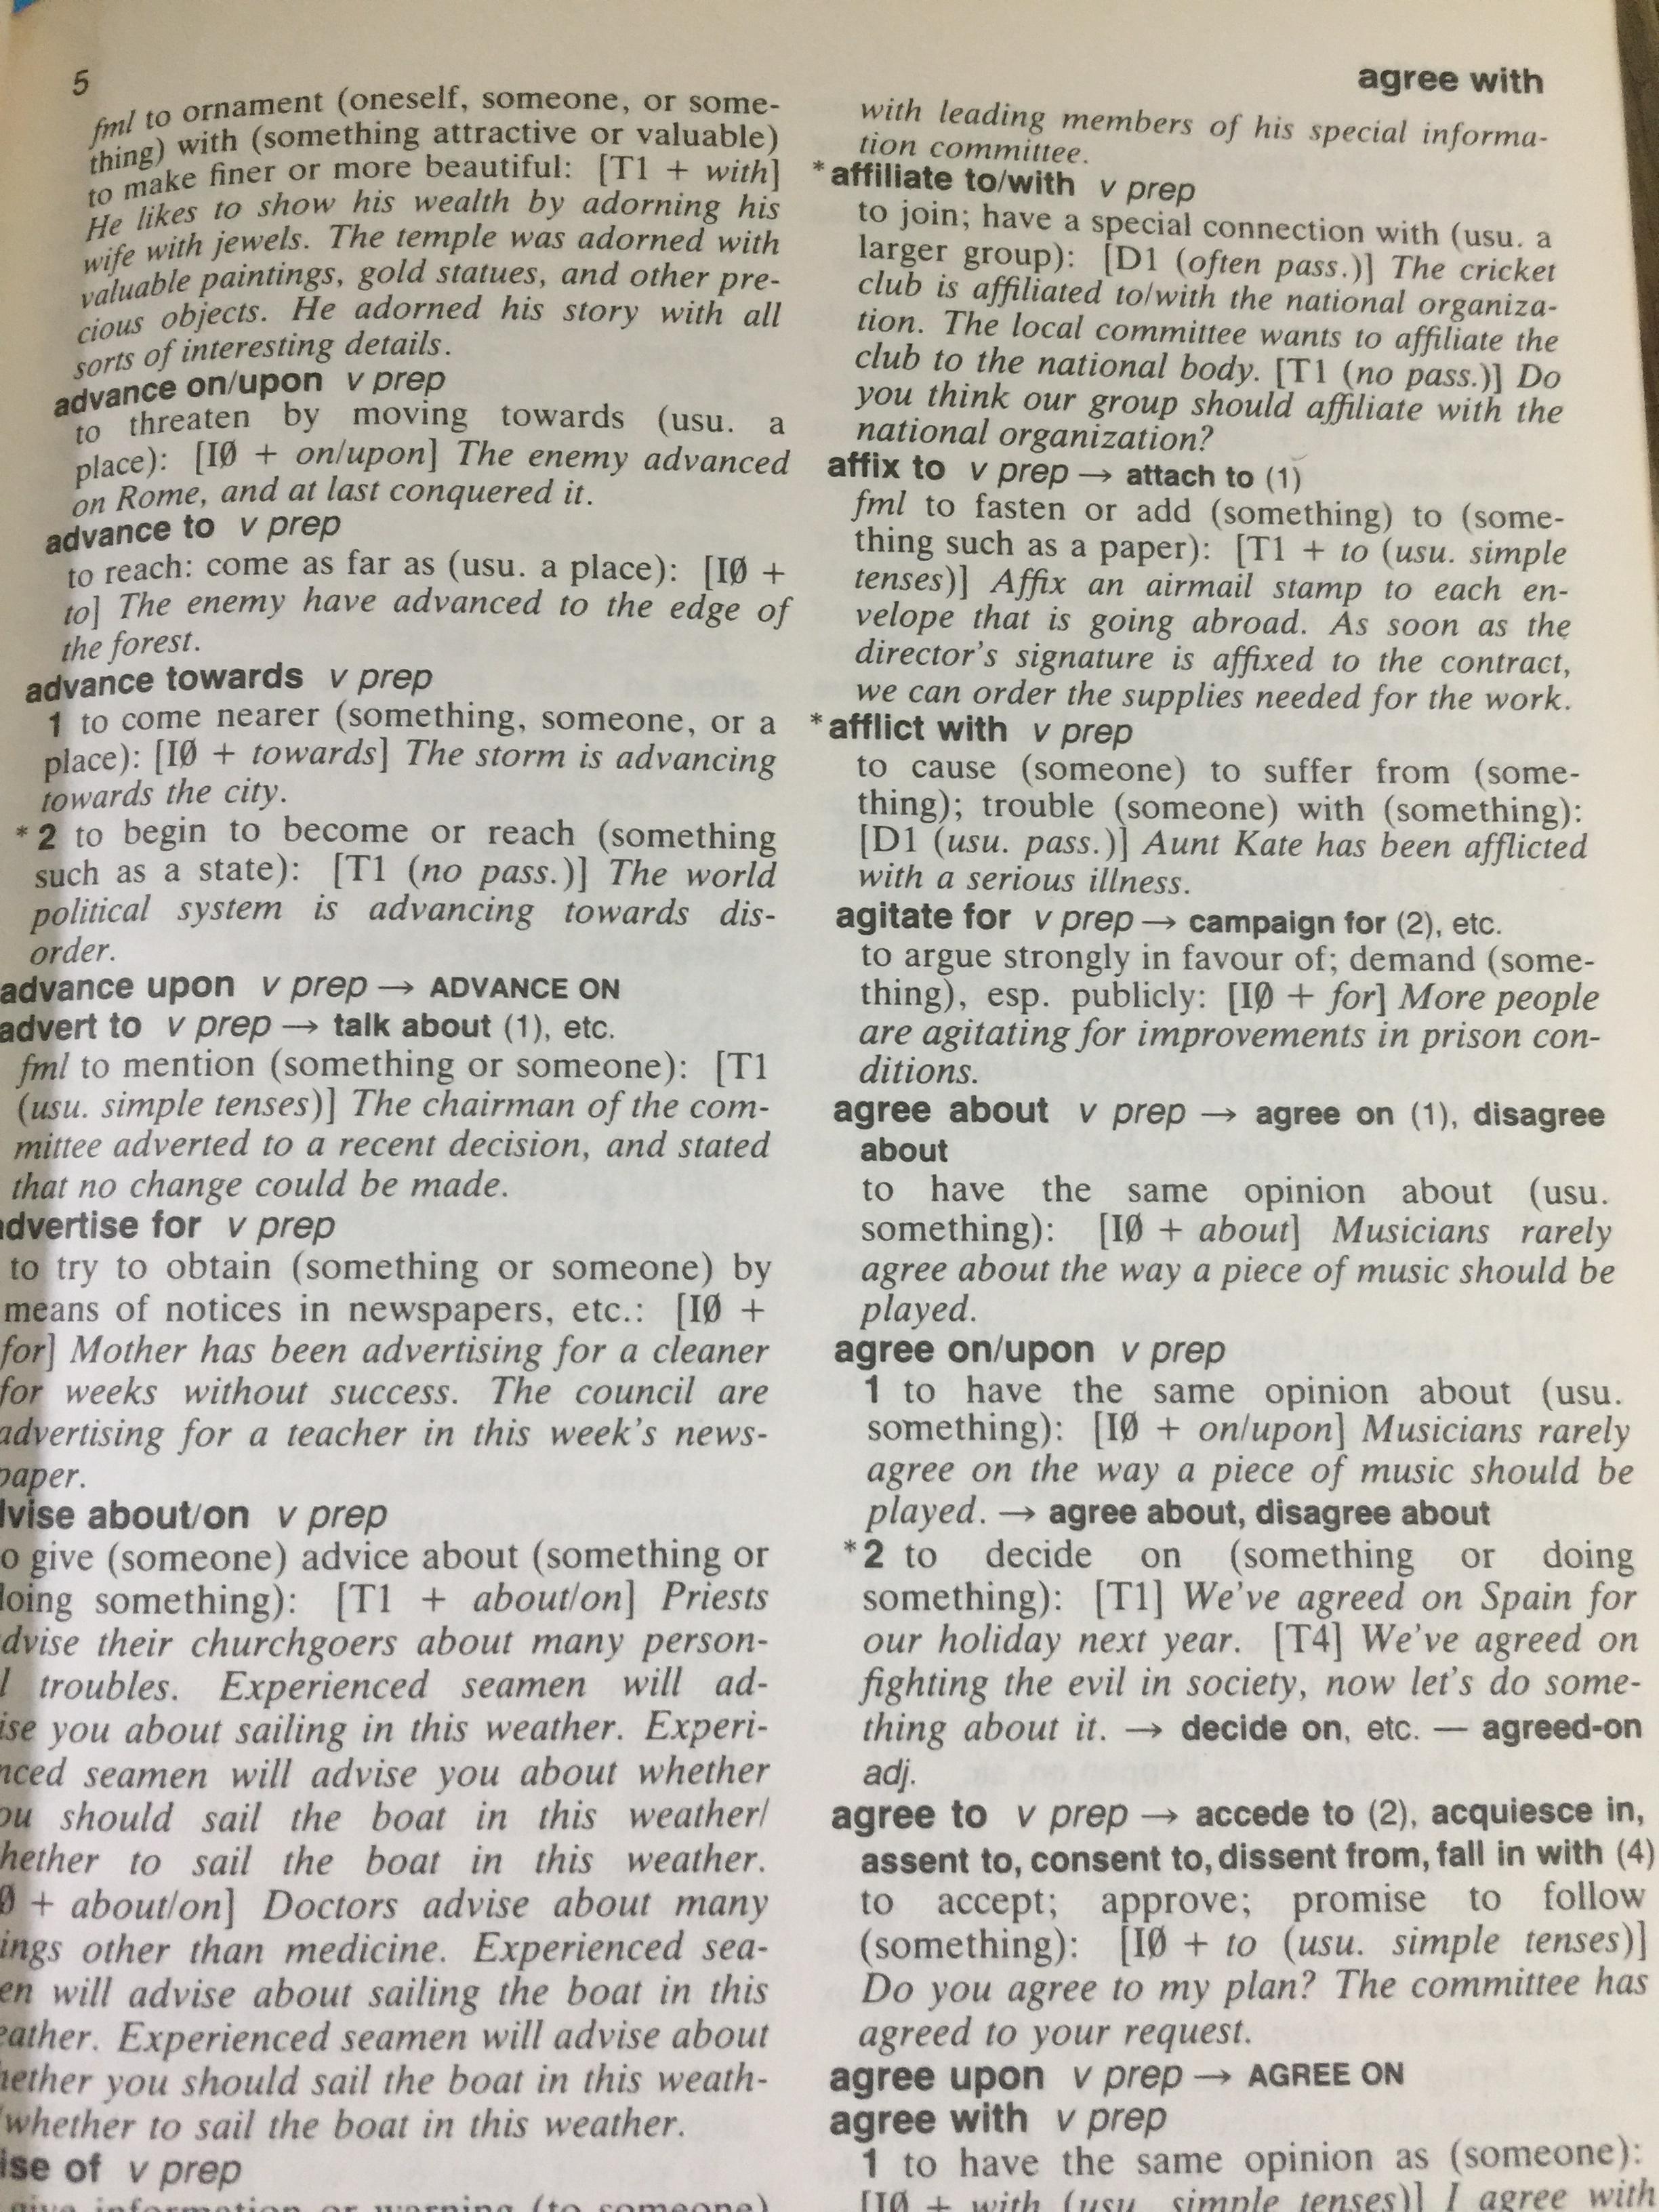 5
fml to ornament (oneself, someone, or some-
thing) with (something attractive or valuable)
to make finer or more beautiful: [T1 + with]
He likes to show his wealth by adorning his
wife with jewels. The temple was adorned with
valuable paintings, gold statues, and other pre-
cious objects. He adorned his story with all
sorts of interesting details.
advance on/upon v prep
to threaten by moving towards (usu. a
place): [IØ + on/upon] The enemy advanced
on Rome, and at last conquered it.
advance to v prep
to reach: come as far as (usu. a place): [IØ +
to] The enemy have advanced to the edge of
the forest.
advance towards v prep
1 to come nearer (something, someone, or a
place): [IØ + towards] The storm is advancing
towards the city.
*2 to begin to become or reach (something
such as a state): [T1 (no pass.)] The world
political system is advancing towards dis-
order.
advance upon v prep → ADVANCE ON
advert to v prep → talk about (1), etc.
fml to mention (something or someone): [T1
(usu. simple tenses)] The chairman of the com-
mittee adverted to a recent decision, and stated
that no change could be made.
dvertise for v prep
to try to obtain (something or someone) by
means of notices in newspapers, etc.: [IØ +
for] Mother has been advertising for a cleaner
for weeks without success. The council are
advertising for a teacher in this week's news-
paper.
vise about/on v prep
o give (someone) advice about (something or
oing something): [T1 + about/on] Priests
dvise their churchgoers about many person-
l troubles. Experienced seamen will ad-
ise you about sailing in this weather. Experi-
nced seamen will advise you about whether
ou should sail the boat in this weather/
hether to sail the boat in this weather.
Ø + about/on] Doctors advise about many
ings other than medicine. Experienced sea-
en will advise about sailing the boat in this
eather. Experienced seamen will advise about
hether you should sail the boat in this weath-
/whether to sail the boat in this weather.
ise of v prep
give information or warning (to someone)
agree with
with leading members of his special informa-
tion committee.
*affiliate to/with v prep
to join; have a special connection with (usu. a
larger group): [D1 (often pass.)] The cricket
club is affiliated to/with the national organiza-
tion. The local committee wants to affiliate the
club to the national body. [T1 (no pass.)] Do
you think our group should affiliate with the
national organization?
affix to v prep → attach to (1)
fml to fasten or add (something) to (some-
thing such as a paper): [T1 + to (usu. simple
tenses)] Affix an airmail stamp to each en-
velope that is going abroad. As soon as the
director's signature is affixed to the contract,
we can order the supplies needed for the work.
*afflict with v prep
to cause (someone) to suffer from (some-
thing); trouble (someone) with (something):
[D1 (usu. pass.)] Aunt Kate has been afflicted
with a serious illness.
agitate for v prep → campaign for (2), etc.
to argue strongly in favour of; demand (some-
thing), esp. publicly: [IØ + for] More people
are agitating for improvements in prison con-
ditions.
agree about v prep → agree on (1), disagree
about
to have the same opinion about (usu.
something): [IØ + about] Musicians rarely
agree about the way a piece of music should be
played.
agree on/upon v prep
1 to have the same opinion about (usu.
something): [IØ + on/upon] Musicians rarely
agree on the way a piece of music should be
played. → agree about, disagree about
*2 to decide on (something or doing
something): [T1] We've agreed on Spain for
our holiday next year. [T4] We've agreed on
fighting the evil in society, now let's do some-
thing about it. → decide on, etc. — agreed-on
adj.
agree to v prep → accede to (2), acquiesce in,
assent to, consent to, dissent from, fall in with (4)
to accept; approve; promise to follow
(something): [IØ + to (usu. simple tenses)]
Do you agree to my plan? The committee has
agreed to your request.
agree upon v prep → AGREE ON
agree with v prep
1 to have the same opinion as (someone):
[IØ + with (usu. simple tenses)] I agree with